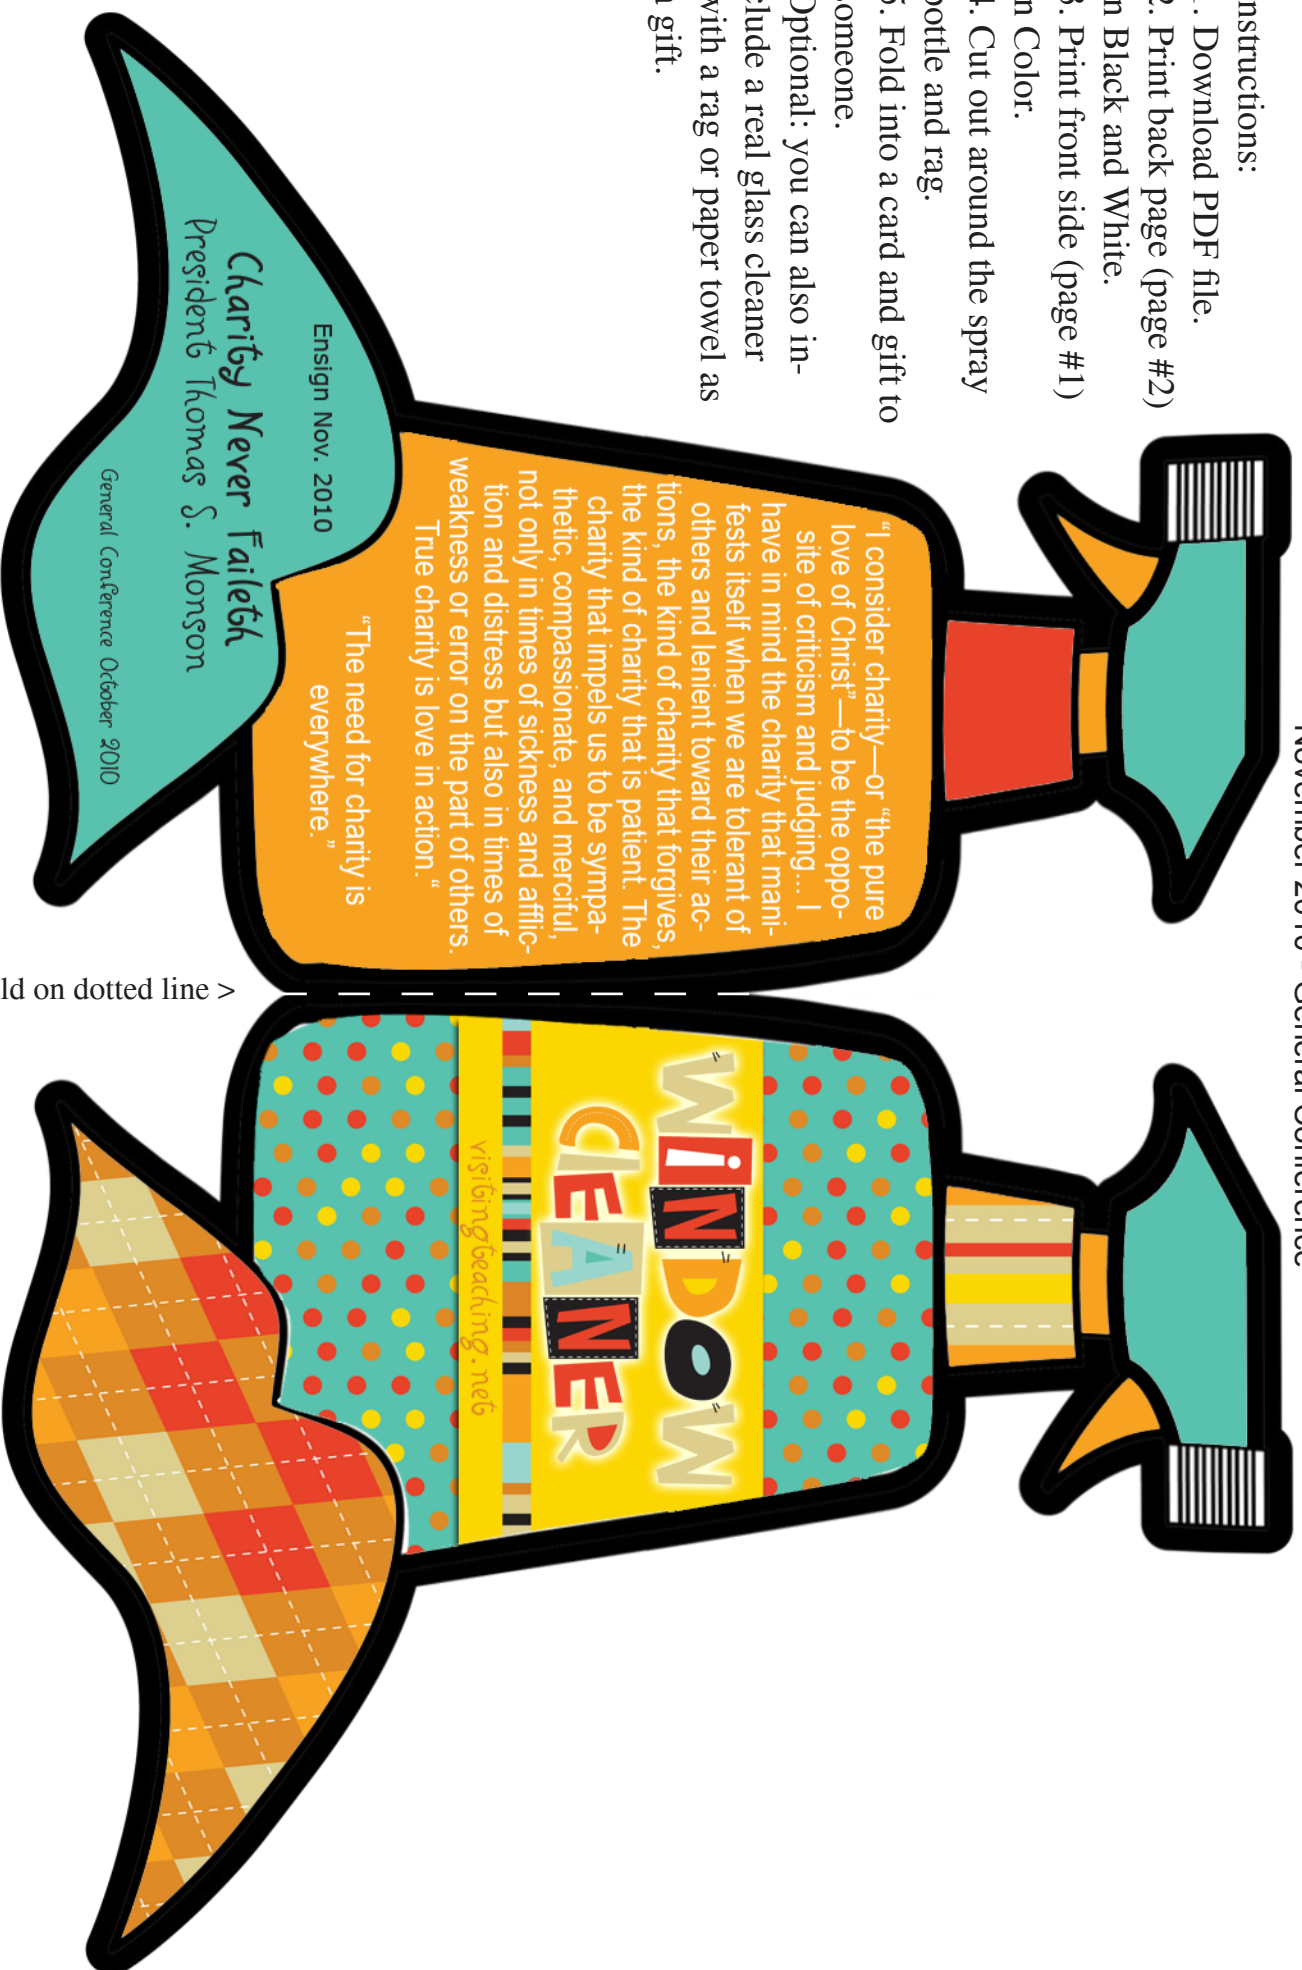 November 2010 - General Conference
nstructions:
1. Download PDF file.
2. Print back page (page #2)
n Black and White.
3. Print front side (page #1)
n Color.
4. Cut out around the spray
bottle and rag.
5. Fold into a card and gift to
someone.
Optional: you can also in-
clude a real glass cleaner
with a rag or paper towel as
a gift.
“I consider charity—or “the pure
love of Christ”—to be the oppo-
site of criticism and judging... I
have in mind the charity that mani-
fests itself when we are tolerant of
others and lenient toward their ac-
tions, the kind of charity that forgives,
the kind of charity that is patient. The
charity that impels us to be sympa-
thetic, compassionate, and merciful,
not only in times of sickness and afflic-
tion and distress but also in times of
weakness or error on the part of others.
True charity is love in action.“
“The need for charity is
everywhere.”
Ensign Nov. 2010
Charity Never Faileth
President Thomas S. Monson
General Conference October 2010
ld on dotted line >
WiNDOW
CLEANER
visitingteaching.net